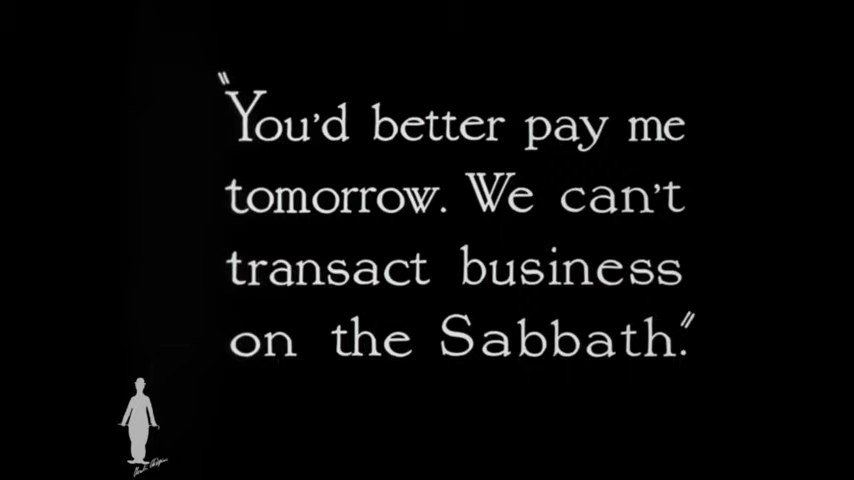 "You'd better pay me
tomorrow. We can't
transact business
on the Sabbath."